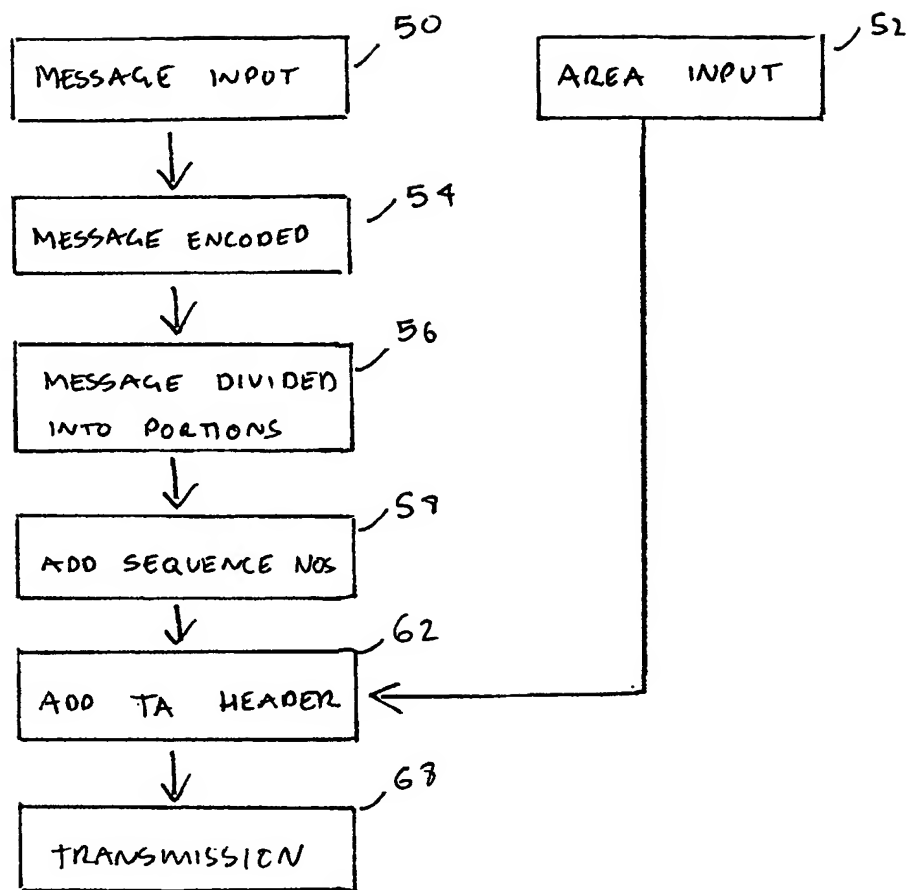 50
MESSAGE INPUT
52
AREA INPUT
54
MESSAGE ENCODED
56
MESSAGE DIVIDED
INTO PORTIONS
58
ADD SEQUENCE NOS
62
ADD TA HEADER
68
TRANSMISSION